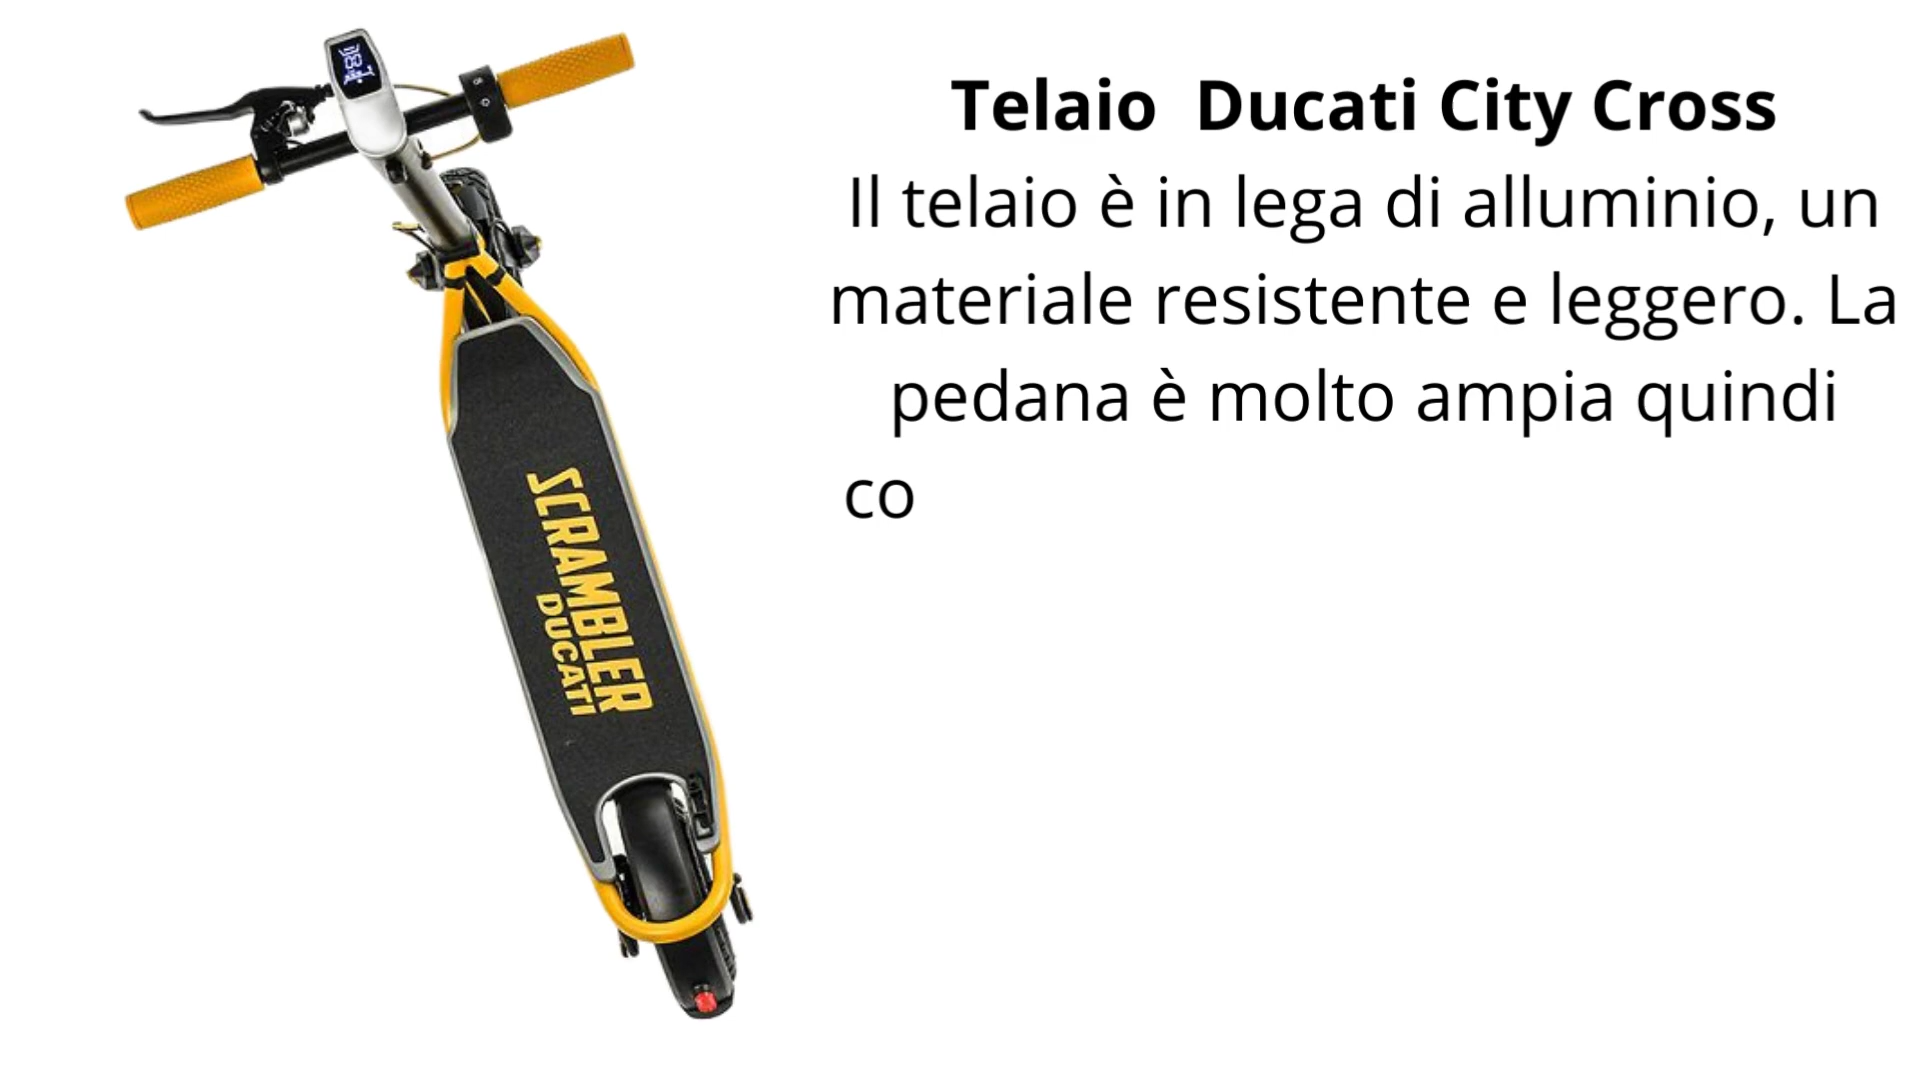 Telaio  Ducati City Cross
Il telaio è in lega di alluminio, un
materiale resistente e leggero. La
pedana è molto ampia quindi
co
SCRAMBLER
DUCATI